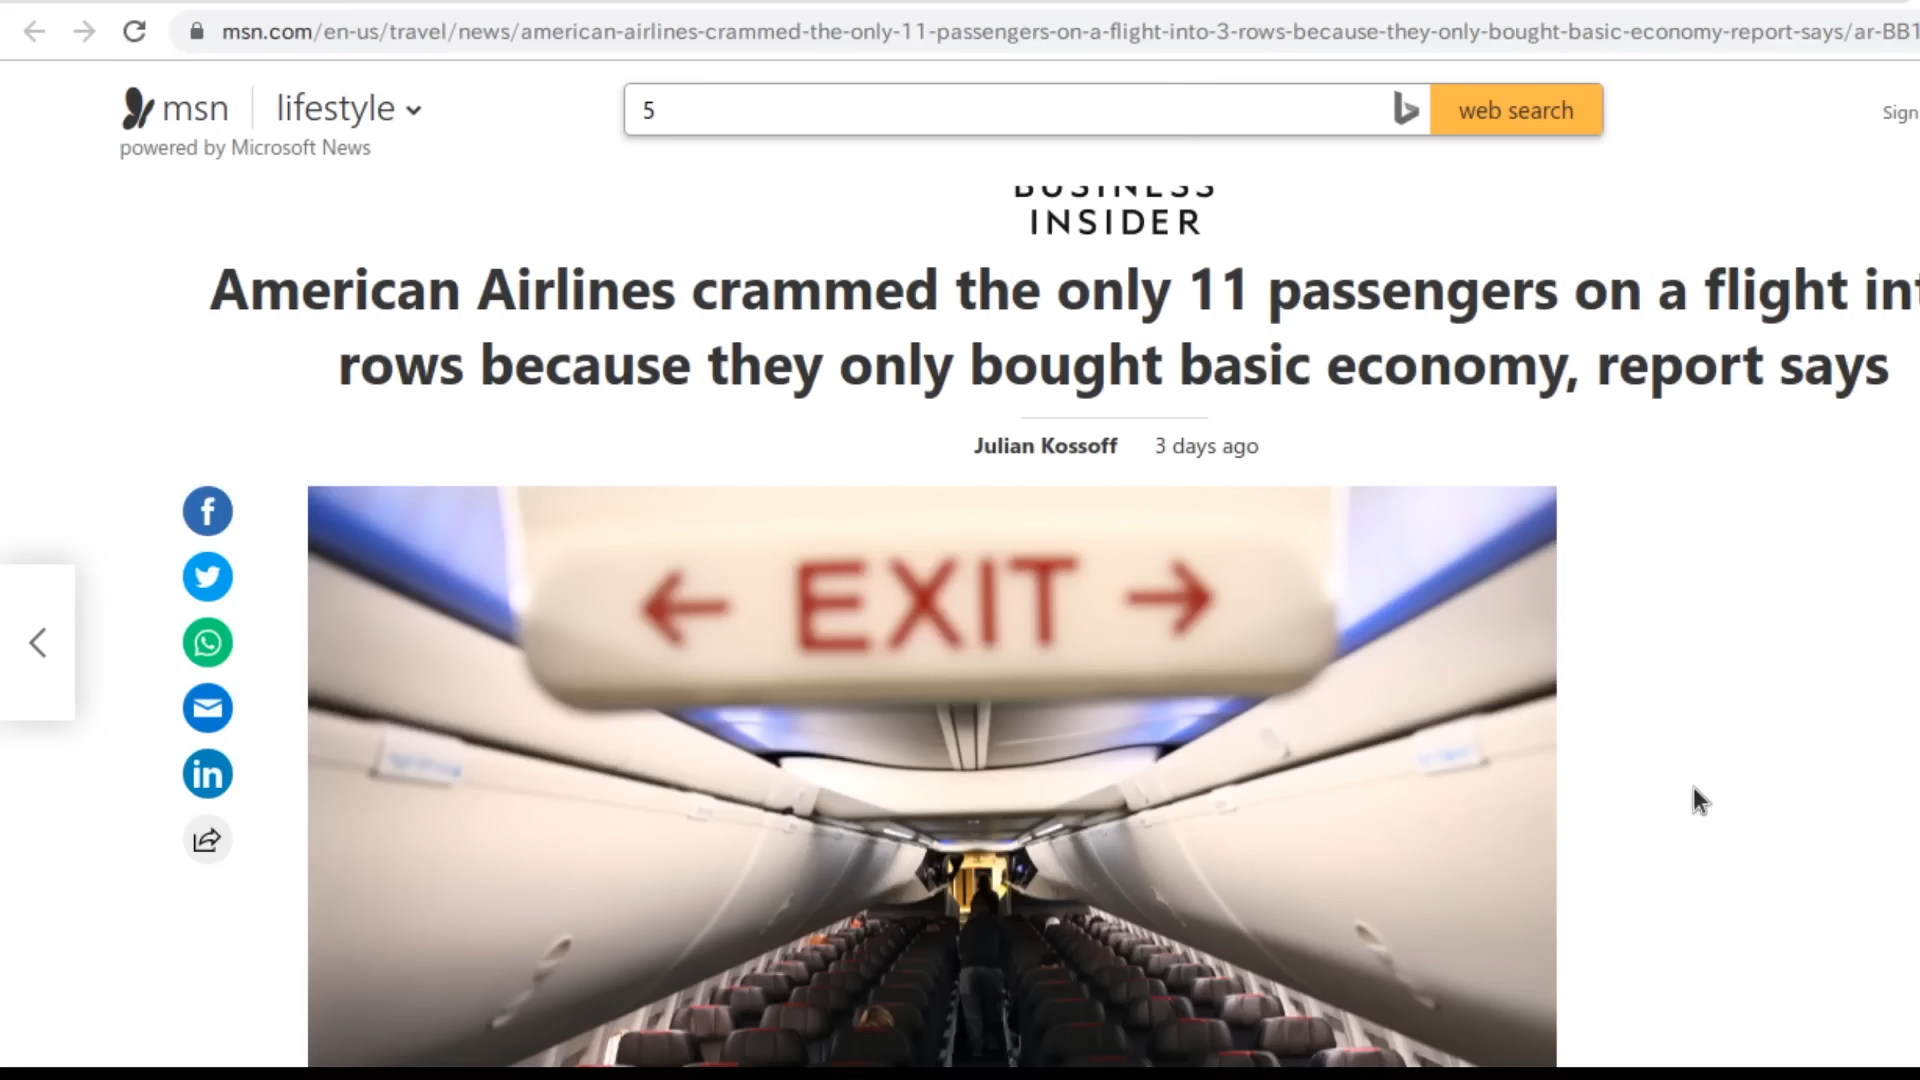 msn.com/en-us/travel/news/american-airlines-crammed-the-only-11-passengers-on-a-flight-into-3-rows-because-they-only-bought-basic-economy-report-says/ar-BB1
msn lifestyle
5
web search
Sign
powered by Microsoft News
BUSINESS
INSIDER
American Airlines crammed the only 11 passengers on a flight int
rows because they only bought basic economy, report says
Julian Kossoff 3 days ago
← EXIT →